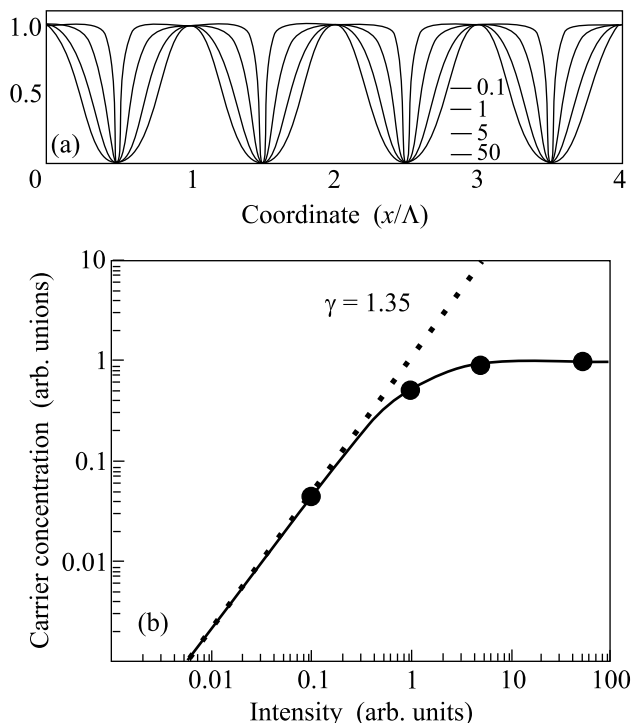 1.0
0.5
0.1
1
5
50
(a)
0 1 2 3 4
Coordinate (x/Λ)
10
γ = 1.35
1
0.1
0.01
Carrier concentration (arb. unions)
(b)
0.01 0.1 1 10 100
Intensity (arb. units)